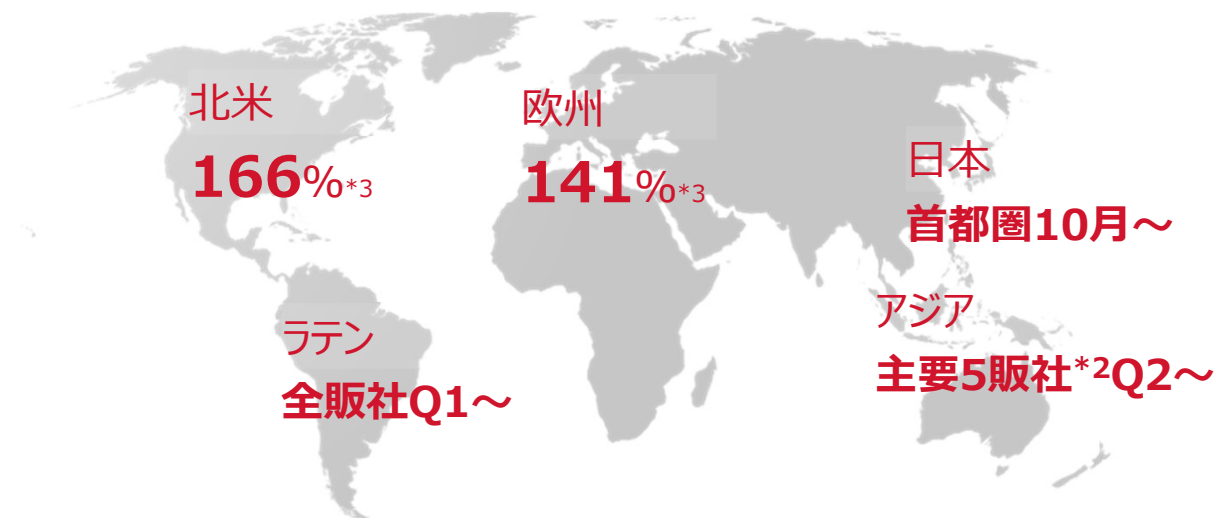 北米
166%*3
欧州
141%*3
日本
首都圏10月～
アジア
主要5販社*2Q2～
ラテン
全販社Q1～